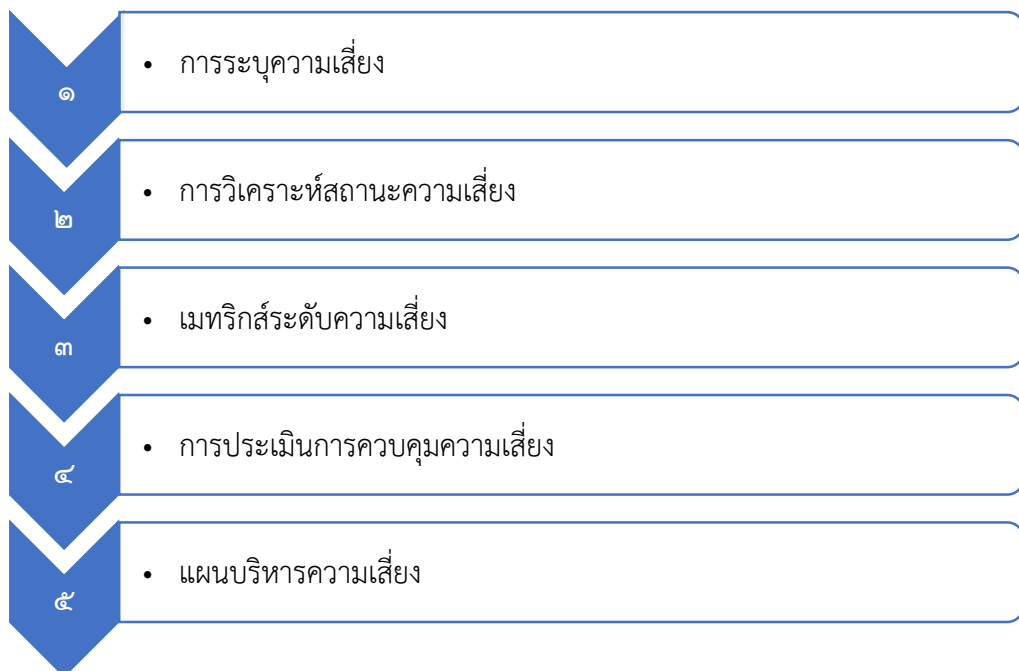 ๑
• การระบุความเสี่ยง
๒
• การวิเคราะห์สถานะความเสี่ยง
๓
• เมทริกส์ระดับความเสี่ยง
๔
• การประเมินการควบคุมความเสี่ยง
๕
• แผนบริหารความเสี่ยง